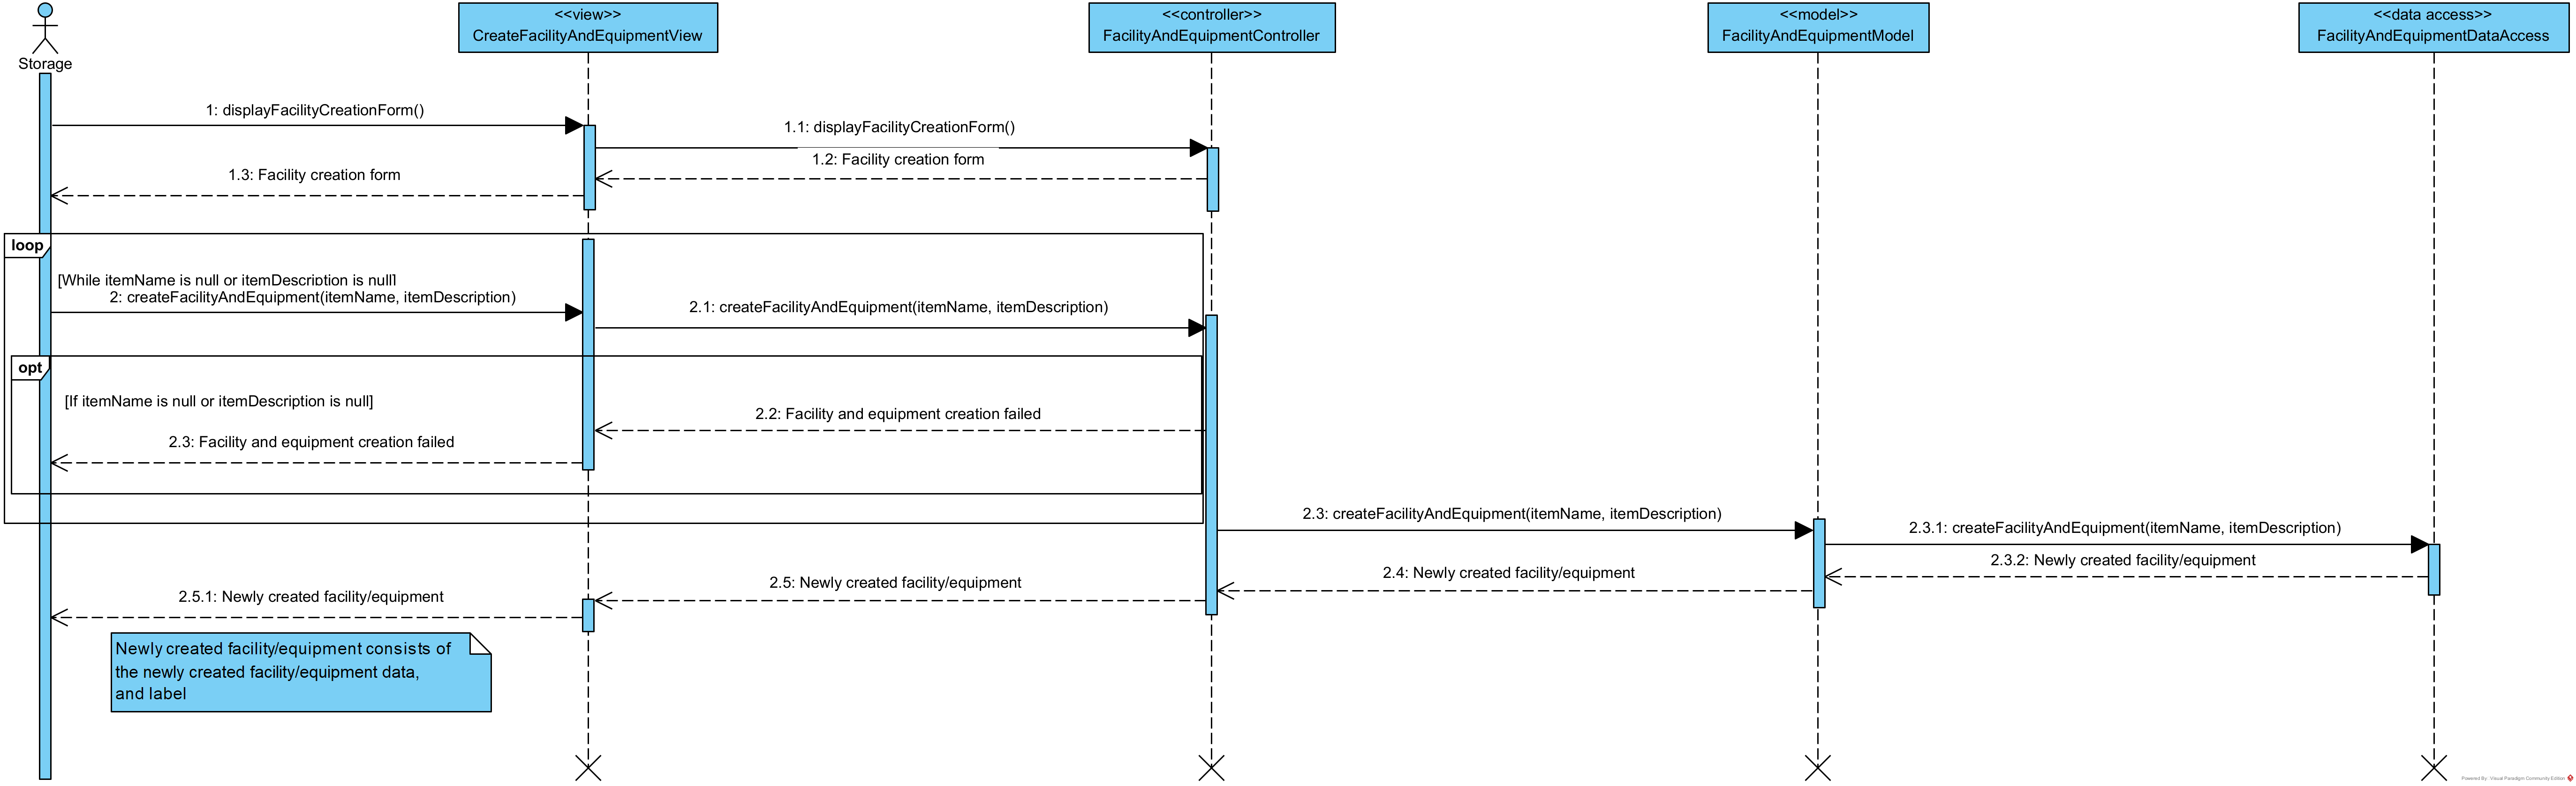 <<view>>
CreateFacilityAndEquipmentView
<<controller>>
FacilityAndEquipmentController
<<model>>
FacilityAndEquipmentModel
<<data access>>
FacilityAndEquipmentDataAccess
Storage
1: displayFacilityCreationForm()
1.1: displayFacilityCreationForm()
1.2: Facility creation form
1.3: Facility creation form
loop
[While itemName is null or itemDescription is null]
2: createFacilityAndEquipment(itemName, itemDescription)
2.1: createFacilityAndEquipment(itemName, itemDescription)
opt
[If itemName is null or itemDescription is null]
2.2: Facility and equipment creation failed
2.3: Facility and equipment creation failed
2.3: createFacilityAndEquipment(itemName, itemDescription)
2.3.1: createFacilityAndEquipment(itemName, itemDescription)
2.3.2: Newly created facility/equipment
2.4: Newly created facility/equipment
2.5: Newly created facility/equipment
2.5.1: Newly created facility/equipment
Newly created facility/equipment consists of
the newly created facility/equipment data,
and label
Powered By: Visual Paradigm Community Edition